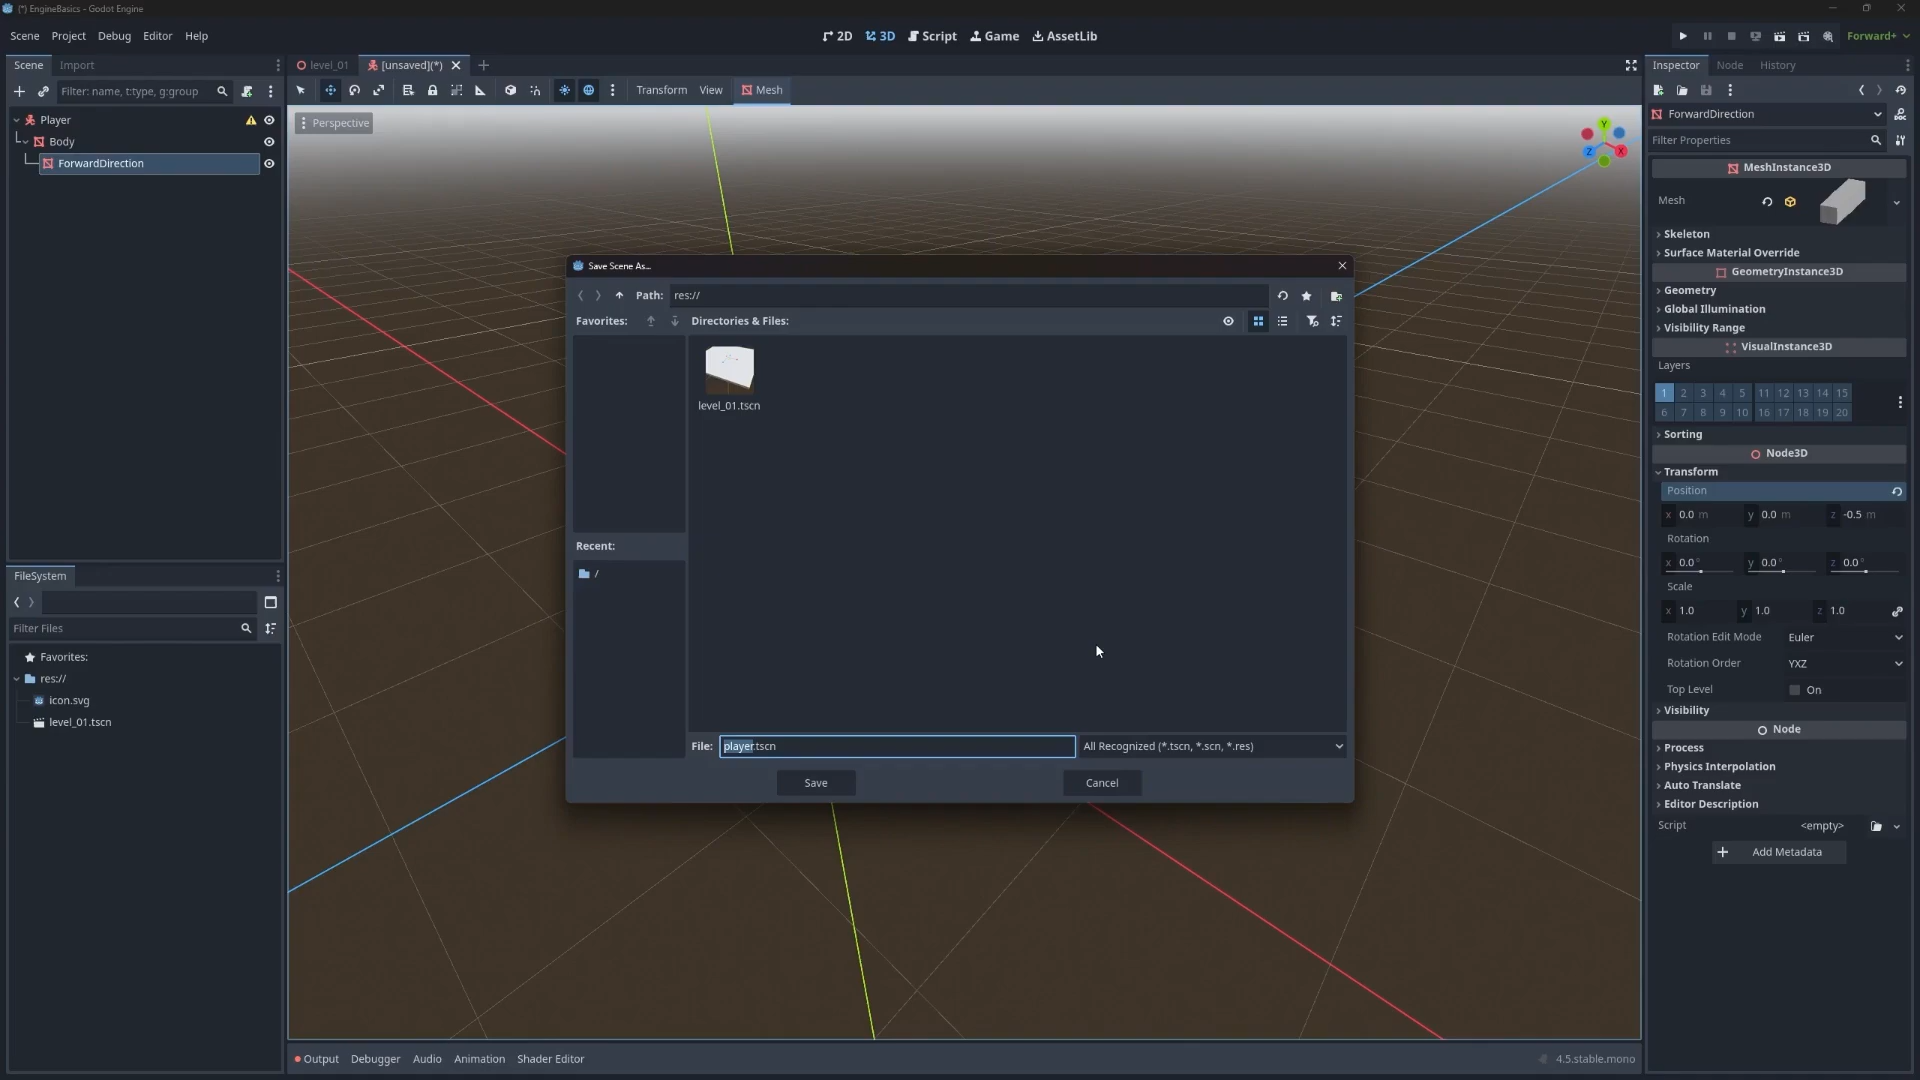 (*) EngineBasics - Godot Engine
Scene Project Debug Editor Help
2D 3D Script Game AssetLib
Forward+
Scene Import
level_01 [unsaved](*)
Inspector Node History
Filter: name, t:type, g:group
Transform View Mesh
Player
Body
ForwardDirection
Perspective
Y
Z X
ForwardDirection
Filter Properties
MeshInstance3D
Mesh
Skeleton
Surface Material Override
GeometryInstance3D
Geometry
Global Illumination
Visibility Range
VisualInstance3D
Layers
1 2 3 4 5 11 12 13 14 15
6 7 8 9 10 16 17 18 19 20
Sorting
Node3D
Transform
Position
x 0.0 m y 0.0 m z -0.5 m
Rotation
x 0.0° y 0.0° z 0.0°
Scale
x 1.0 y 1.0 z 1.0
Rotation Edit Mode Euler
Rotation Order YXZ
Top Level On
Visibility
Node
Process
Physics Interpolation
Auto Translate
Editor Description
Script <empty>
Add Metadata
Save Scene As...
Path: res://
Favorites: Directories & Files:
level_01.tscn
Recent:
/
File: player.tscn All Recognized (*.tscn, *.scn, *.res)
Save Cancel
FileSystem
Filter Files
Favorites:
res://
icon.svg
level_01.tscn
Output Debugger Audio Animation Shader Editor
4.5.stable.mono